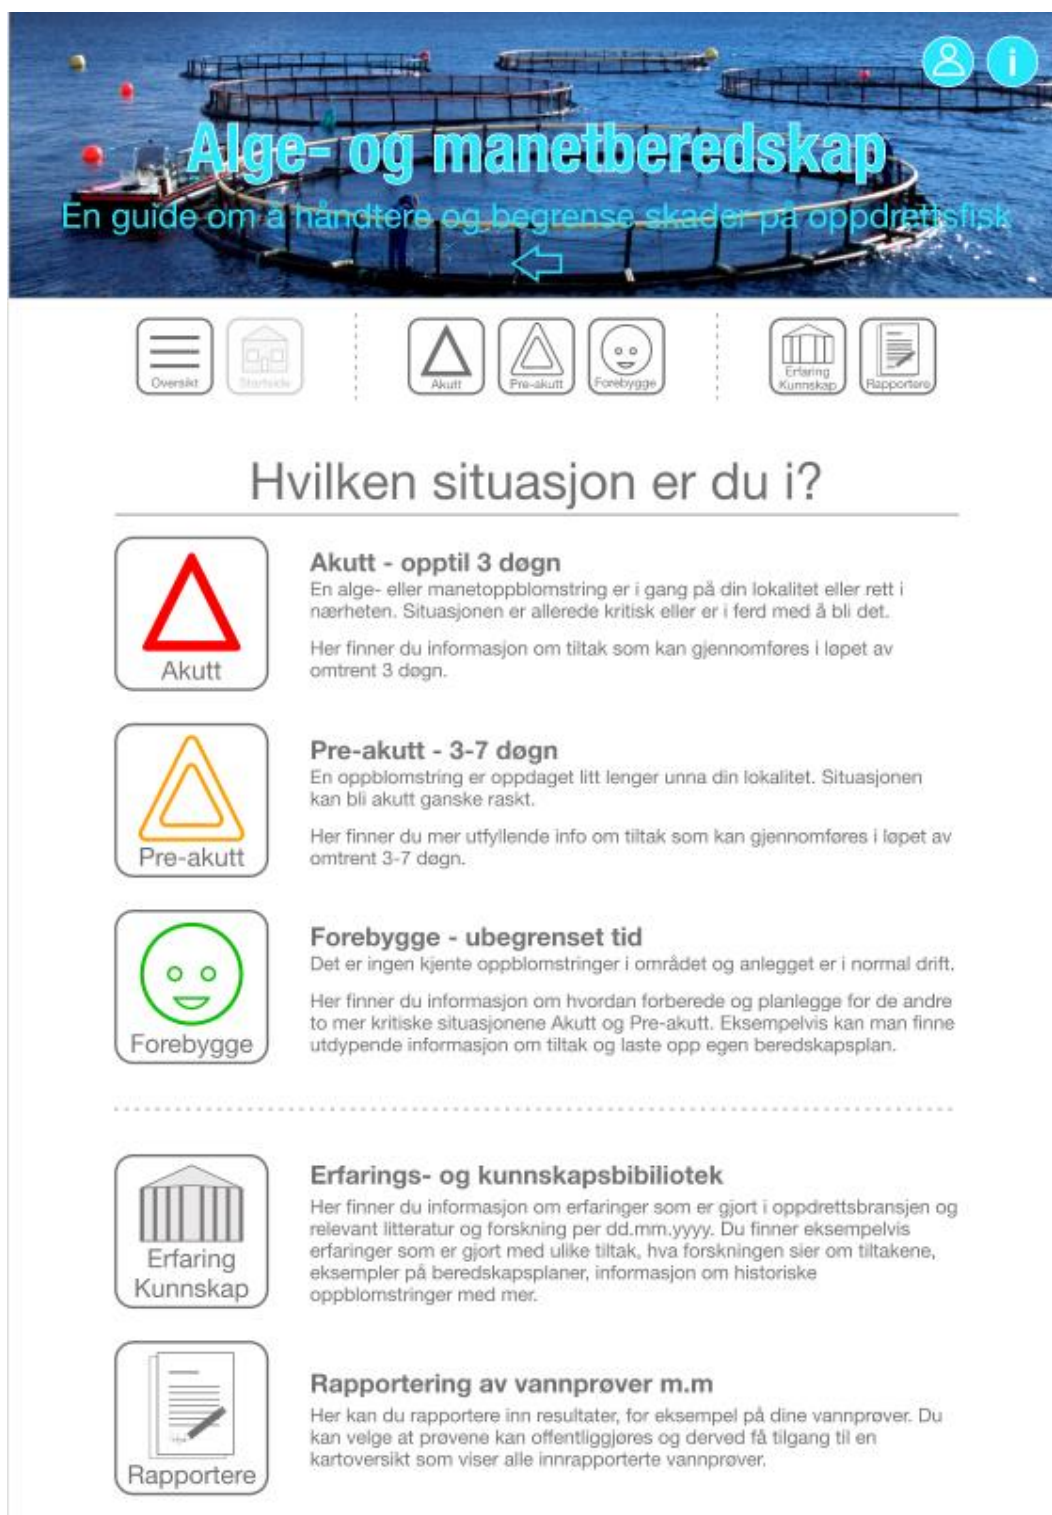 Alge- og manetberedskap
En guide om å håndtere og begrense skader på oppdrettsfisk
i
Oversikt
Startside
Akutt
Pre-akutt
Forebygge
Erfaring
Kunnskap
Rapportere
Hvilken situasjon er du i?
Akutt
Akutt - opptil 3 døgn
En alge- eller manetoppblomstring er i gang på din lokalitet eller rett i
nærheten. Situasjonen er allerede kritisk eller er i ferd med å bli det.
Her finner du informasjon om tiltak som kan gjennomføres i løpet av
omtrent 3 døgn.
Pre-akutt
Pre-akutt - 3-7 døgn
En oppblomstring er oppdaget litt lenger unna din lokalitet. Situasjonen
kan bli akutt ganske raskt.
Her finner du mer utfyllende info om tiltak som kan gjennomføres i løpet av
omtrent 3-7 døgn.
Forebygge
Forebygge - ubegrenset tid
Det er ingen kjente oppblomstringer i området og anlegget er i normal drift.
Her finner du informasjon om hvordan forberede og planlegge for de andre
to mer kritiske situasjonene Akutt og Pre-akutt. Eksempelvis kan man finne
utdypende informasjon om tiltak og laste opp egen beredskapsplan.
Erfaring
Kunnskap
Erfarings- og kunnskapsbibiliotek
Her finner du informasjon om erfaringer som er gjort i oppdrettsbransjen og
relevant litteratur og forskning per dd.mm.yyyy. Du finner eksempelvis
erfaringer som er gjort med ulike tiltak, hva forskningen sier om tiltakene,
eksempler på beredskapsplaner, informasjon om historiske
oppblomstringer med mer.
Rapportere
Rapportering av vannprøver m.m
Her kan du rapportere inn resultater, for eksempel på dine vannprøver. Du
kan velge at prøvene kan offentliggjøres og derved få tilgang til en
kartoversikt som viser alle innrapporterte vannprøver.